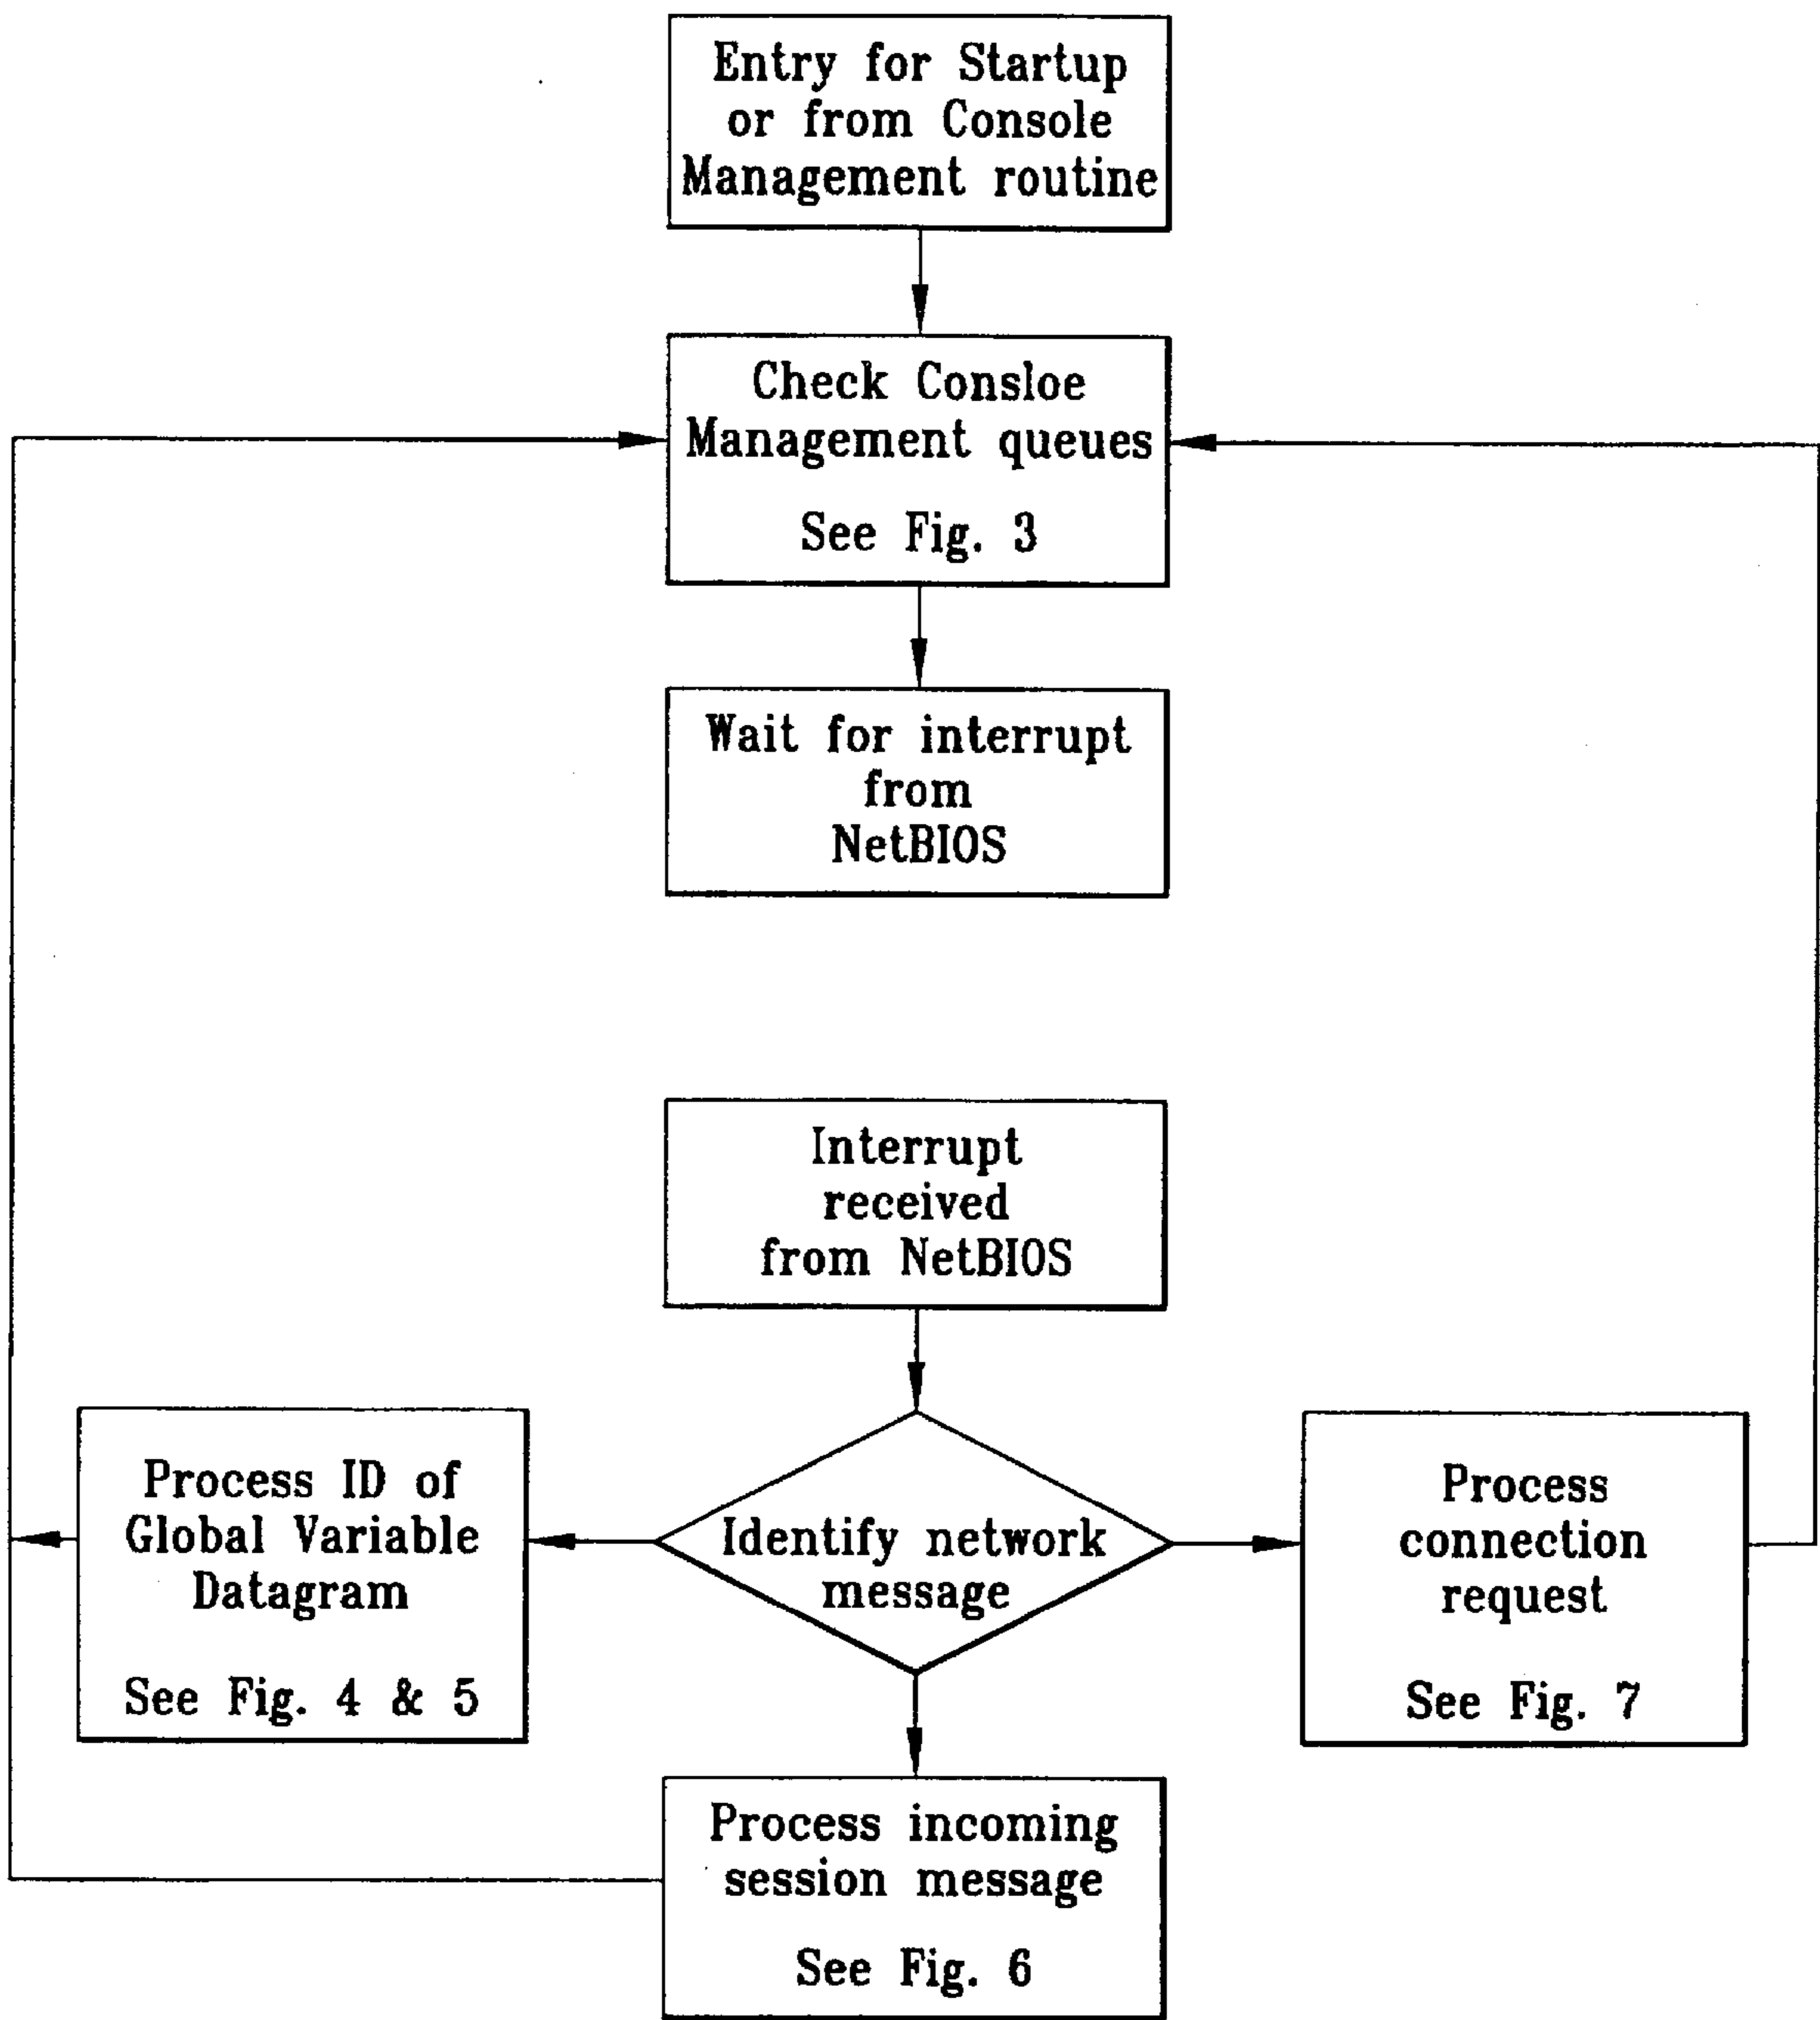 Entry for Startup
or from Console
Management routine
Check Consloe
Management queues
See Fig. 3
Wait for interrupt
from
NetBIOS
Interrupt
received
from NetBIOS
Process ID of
Global Variable
Datagram
See Fig. 4 & 5
Identify network
message
Process
connection
request
See Fig. 7
Process incoming
session message
See Fig. 6